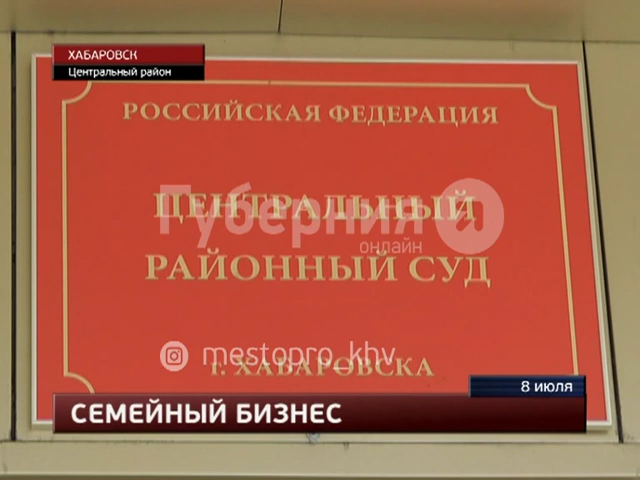 ХАБАРОВСК
Центральный район
РОССИЙСКАЯ ФЕДЕРАЦИЯ
ЦЕНТРАЛЬНЫЙ
Губерния
онлайн
РАЙОННЫЙ СУД
mestopro_khv
г. ХАБАРОВСКА
8 июля
СЕМЕЙНЫЙ БИЗНЕС